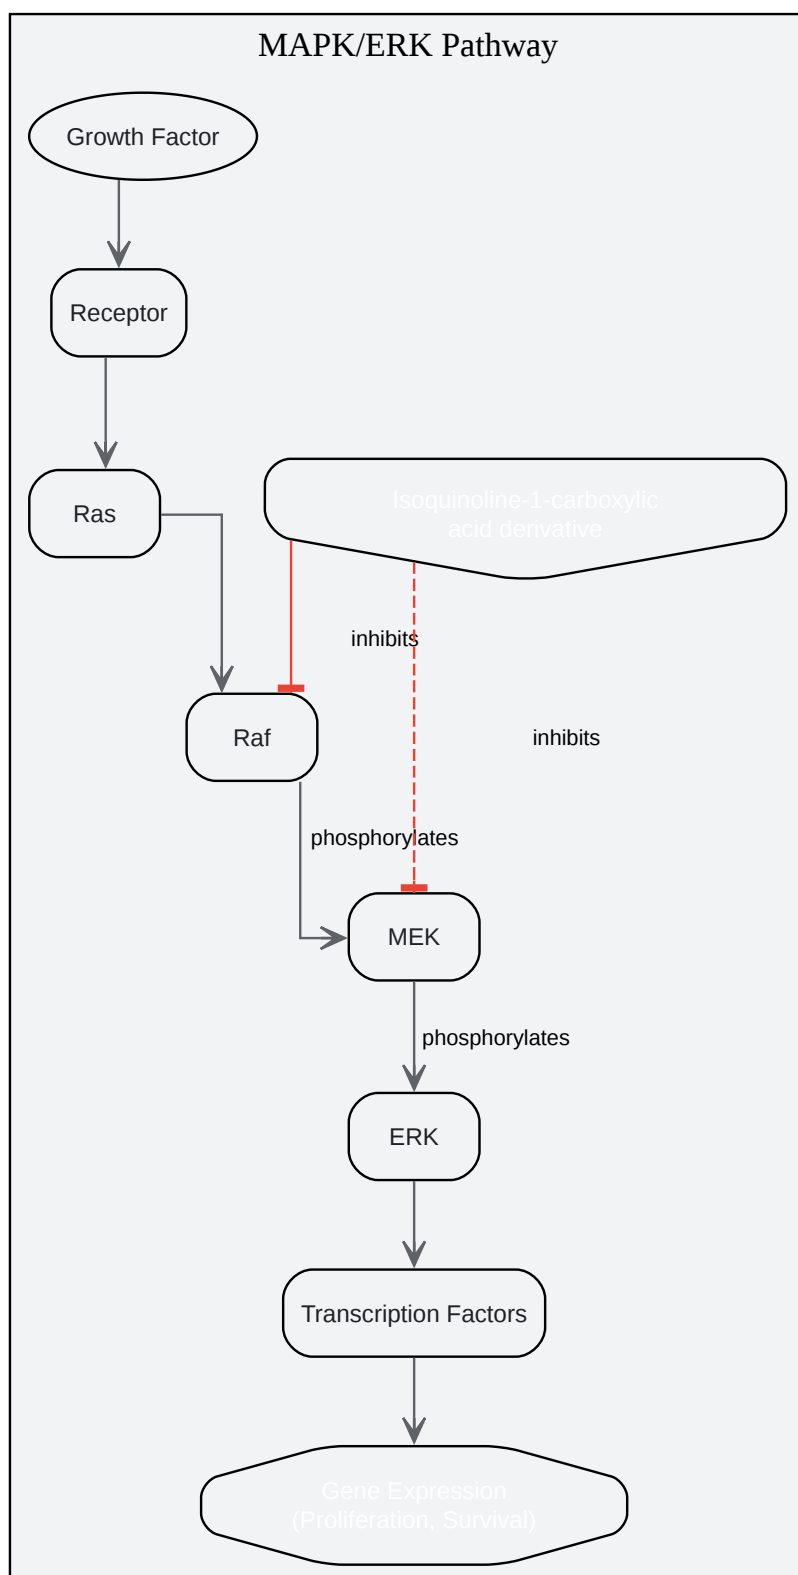 MAPK/ERK Pathway
Growth Factor
Receptor
Ras
Isoquinoline-1-carboxylic
acid derivative
inhibits
Raf
inhibits
phosphorylates
MEK
phosphorylates
ERK
Transcription Factors
Gene Expression
(Proliferation, Survival)